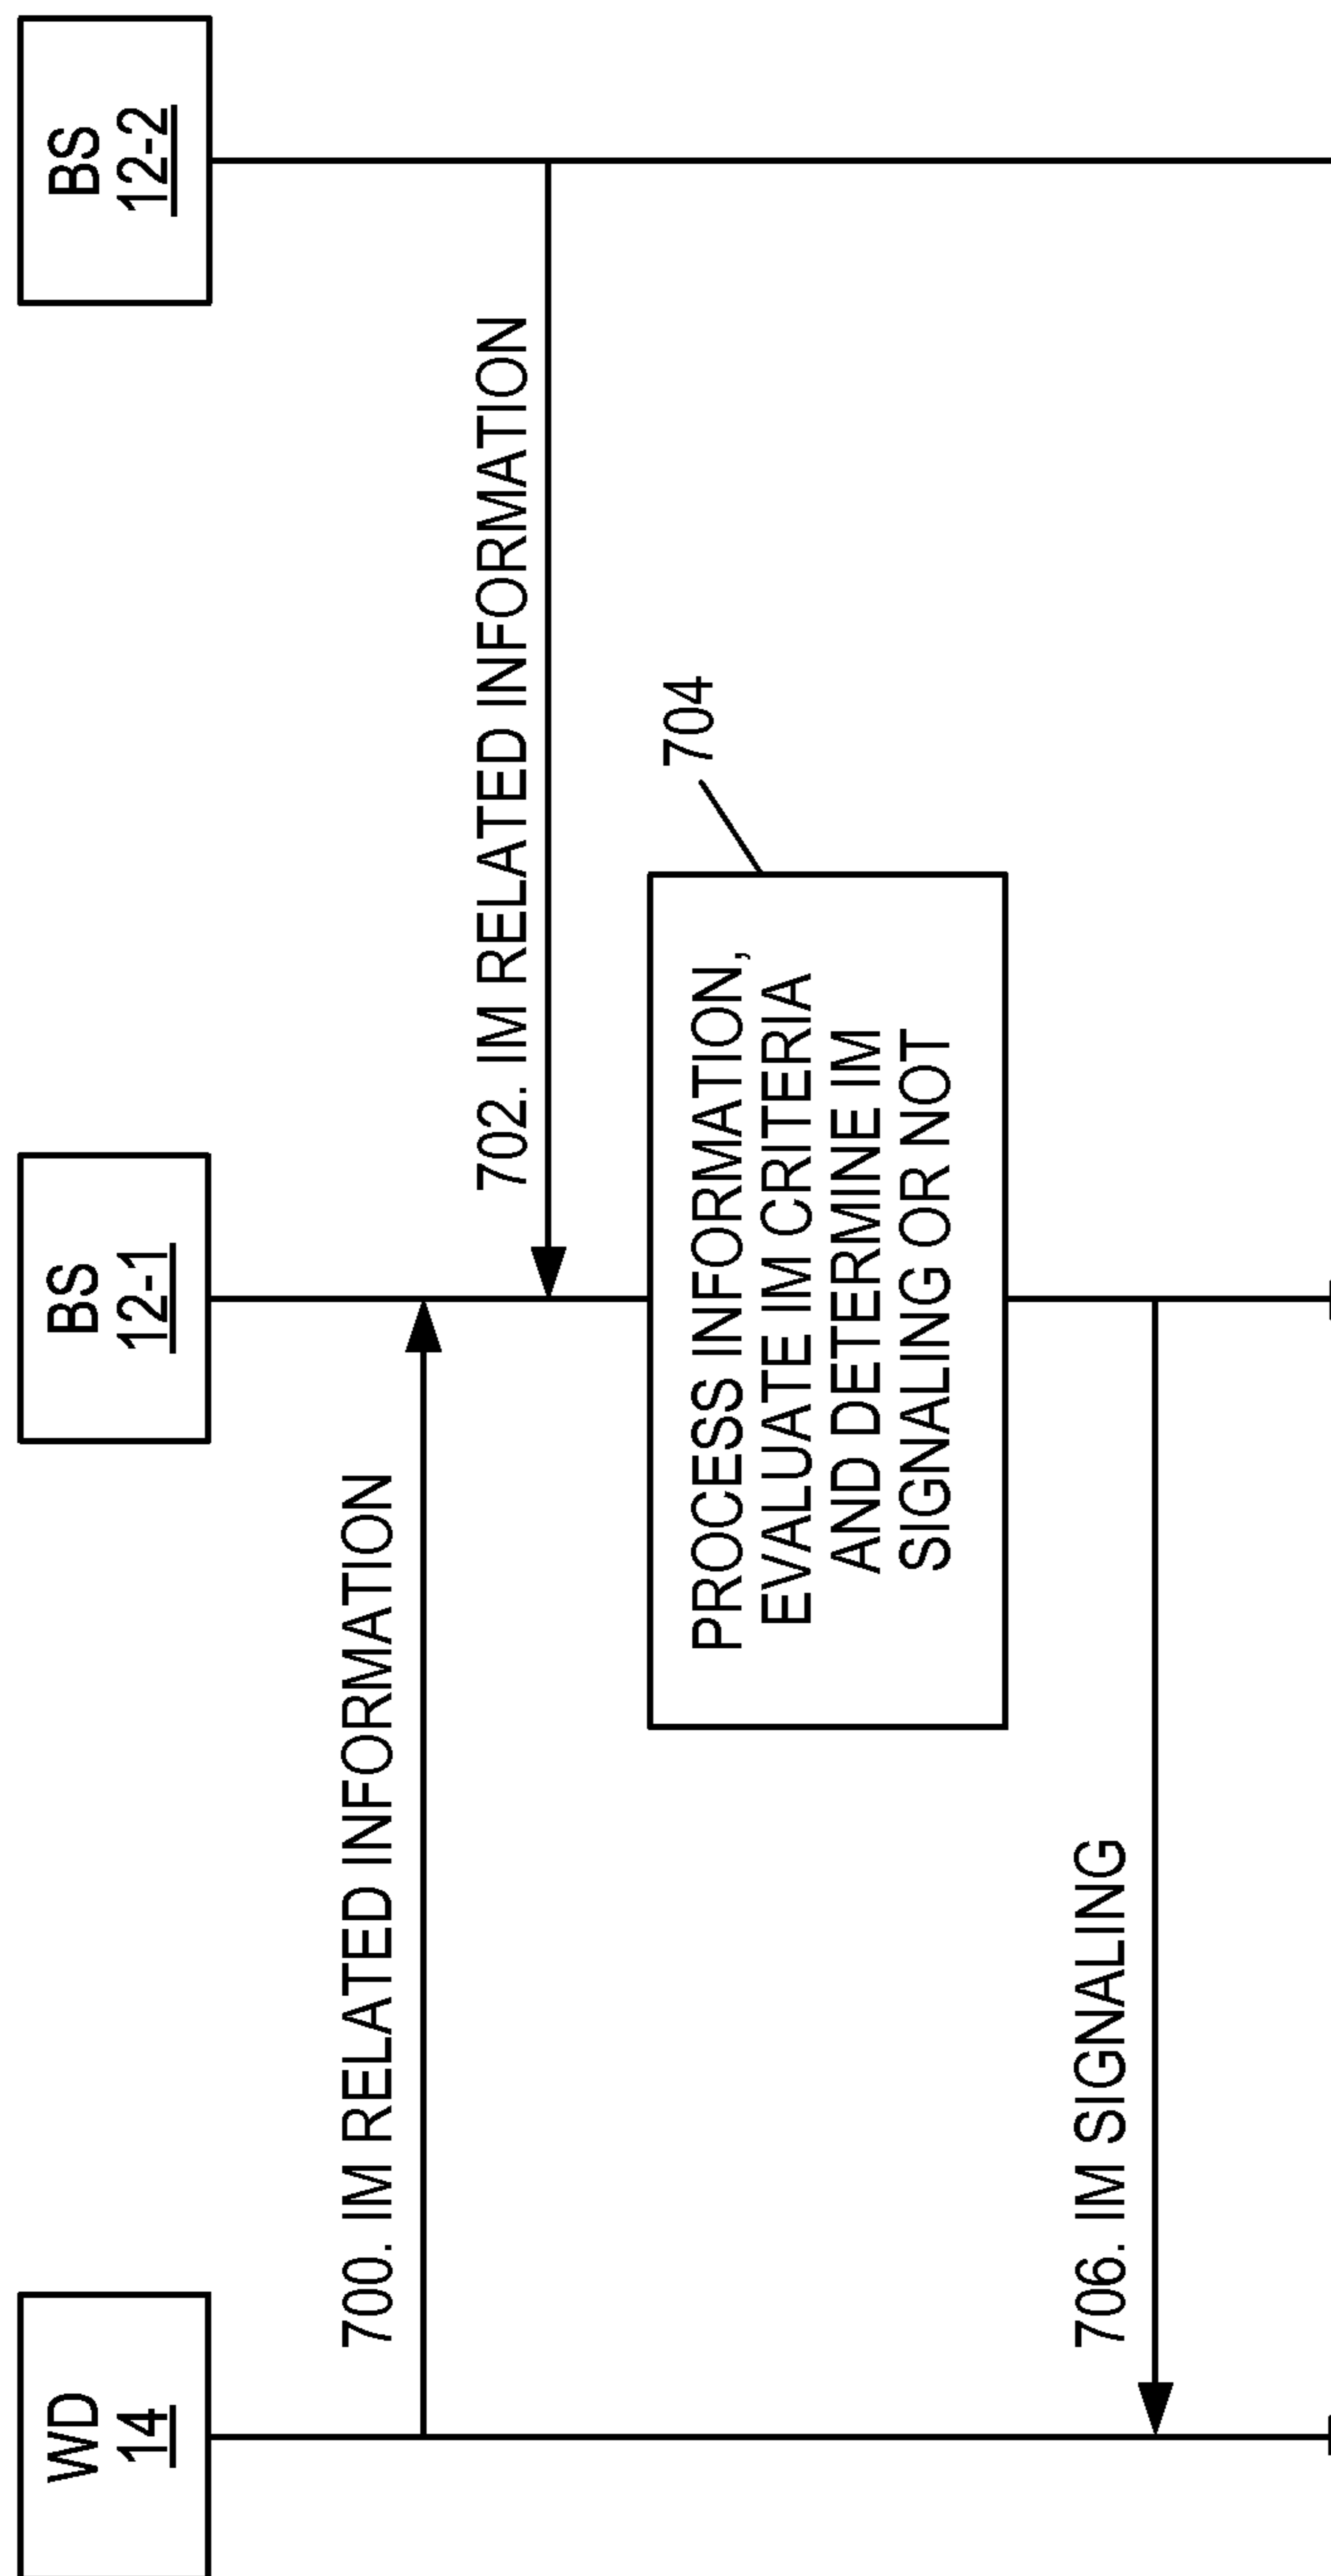 WD
14
BS
12-1
BS
12-2
700. IM RELATED INFORMATION
702. IM RELATED INFORMATION
704
PROCESS INFORMATION,
EVALUATE IM CRITERIA
AND DETERMINE IM
SIGNALING OR NOT
706. IM SIGNALING